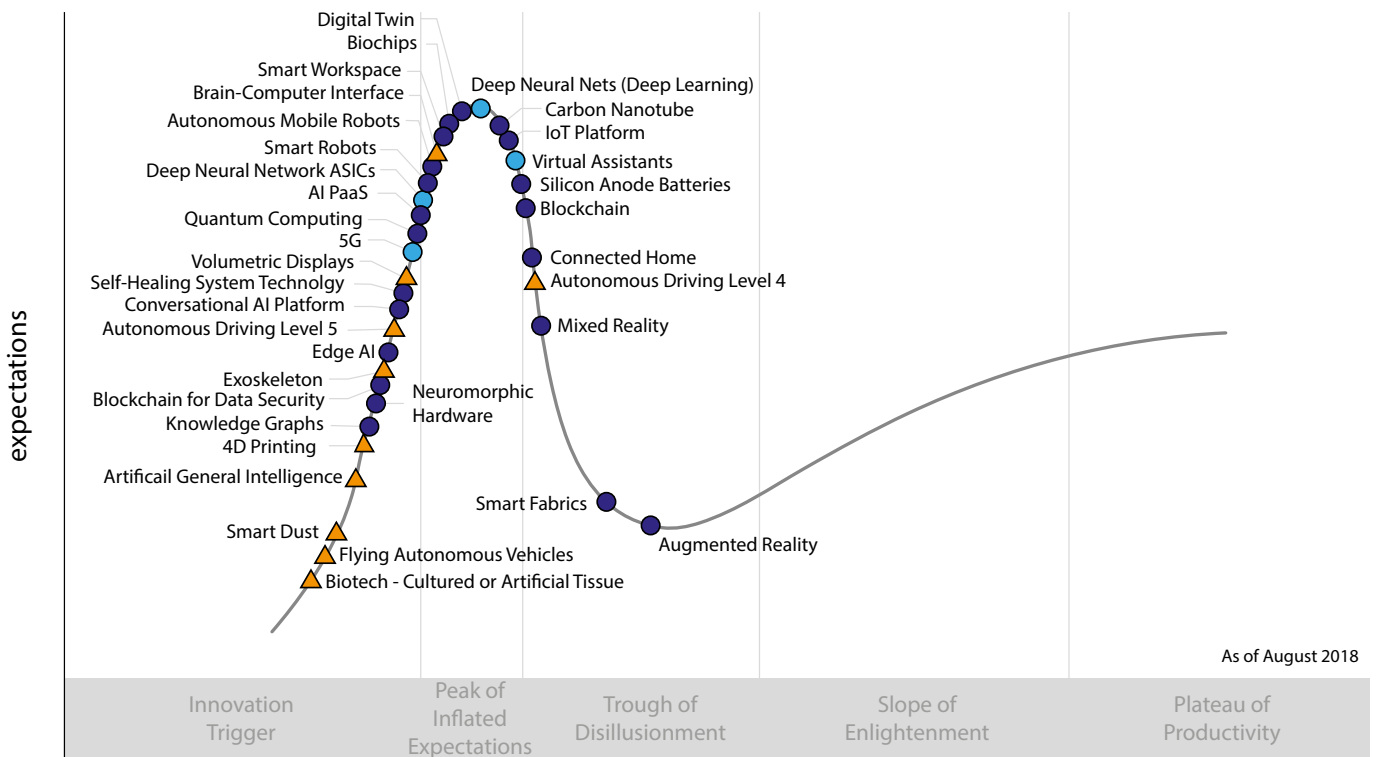 Digital Twin
Biochips
Smart Workspace
Brain-Computer Interface
Autonomous Mobile Robots
Smart Robots
Deep Neural Network ASICs
AI PaaS
Quantum Computing
5G
Volumetric Displays
Self-Healing System Technolgy
Conversational AI Platform
Autonomous Driving Level 5
Edge AI
Exoskeleton
Blockchain for Data Security
Neuromorphic
Hardware
Knowledge Graphs
4D Printing
Artificail General Intelligence
Smart Dust
Flying Autonomous Vehicles
Biotech - Cultured or Artificial Tissue
Deep Neural Nets (Deep Learning)
Carbon Nanotube
IoT Platform
Virtual Assistants
Silicon Anode Batteries
Blockchain
Connected Home
Autonomous Driving Level 4
Mixed Reality
Smart Fabrics
Augmented Reality
expectations
As of August 2018
Innovation
Trigger
Peak of
Inflated
Expectations
Trough of
Disillusionment
Slope of
Enlightenment
Plateau of
Productivity